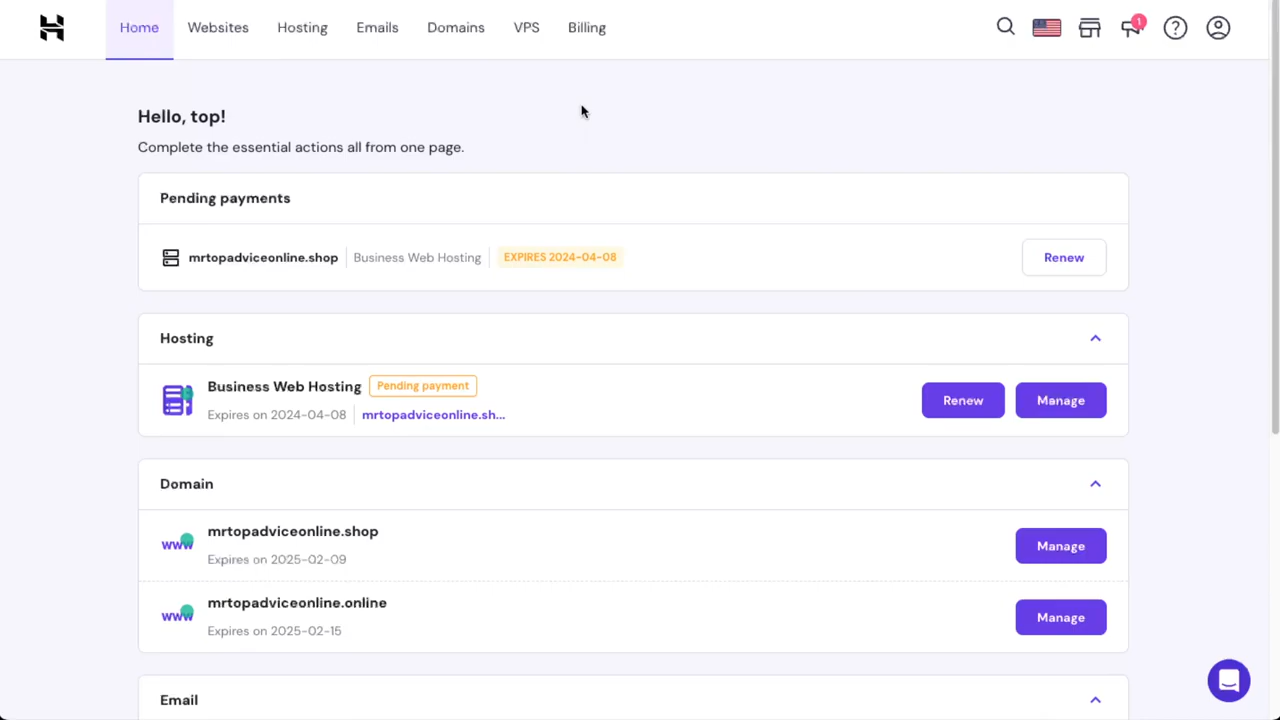 Home Websites Hosting Emails Domains VPS Billing 1
Hello, top!
Complete the essential actions all from one page.
Pending payments
mrtopadviceonline.shop Business Web Hosting EXPIRES 2024-04-08 Renew
Hosting
Business Web Hosting Pending payment
Expires on 2024-04-08 mrtopadviceonline.sh... Renew Manage
Domain
www mrtopadviceonline.shop
Expires on 2025-02-09 Manage
www mrtopadviceonline.online
Expires on 2025-02-15 Manage
Email